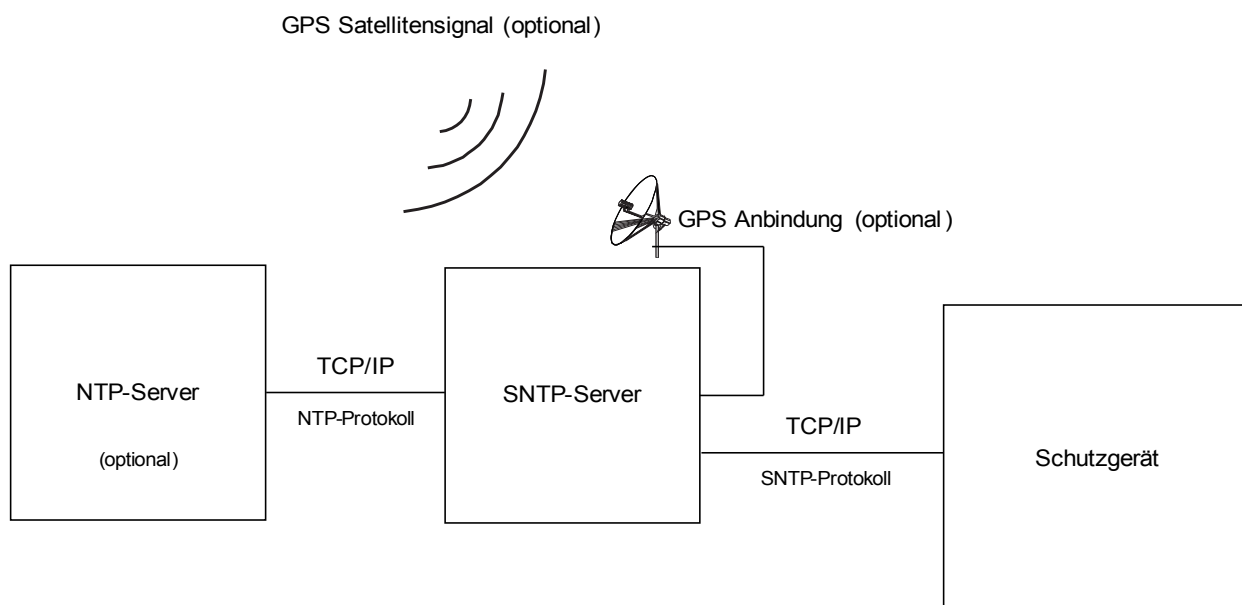 GPS Satellitensignal (optional)
GPS Anbindung (optional)
NTP-Server
(optional)
TCP/IP
NTP-Protokoll
SNTP-Server
TCP/IP
SNTP-Protokoll
Schutzgerät